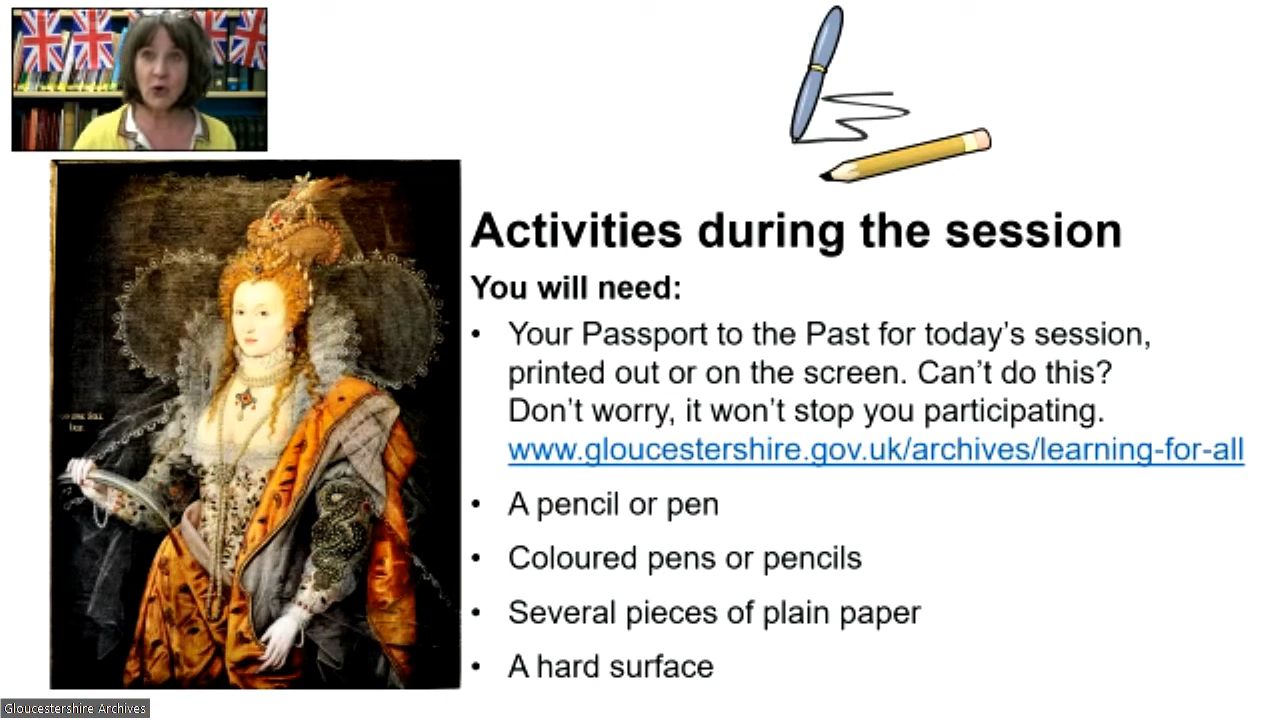 Activities during the session
You will need:
• Your Passport to the Past for today’s session,
printed out or on the screen. Can’t do this?
Don’t worry, it won’t stop you participating.
www.gloucestershire.gov.uk/archives/learning-for-all
• A pencil or pen
• Coloured pens or pencils
• Several pieces of plain paper
• A hard surface
Gloucestershire Archives